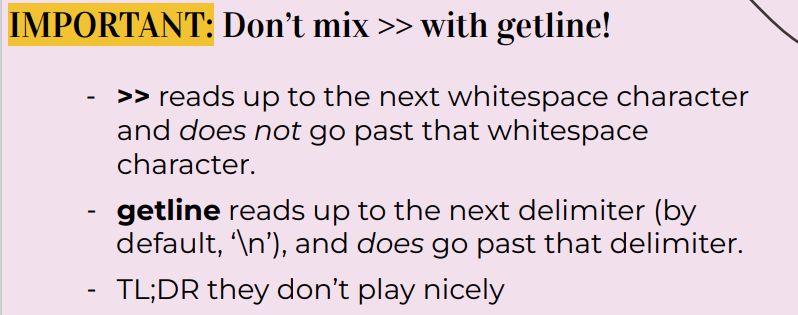 IMPORTANT: Don’t mix >> with getline!
- >> reads up to the next whitespace character
and does not go past that whitespace
character.
- getline reads up to the next delimiter (by
default, ‘\n’), and does go past that delimiter.
- TL;DR they don’t play nicely